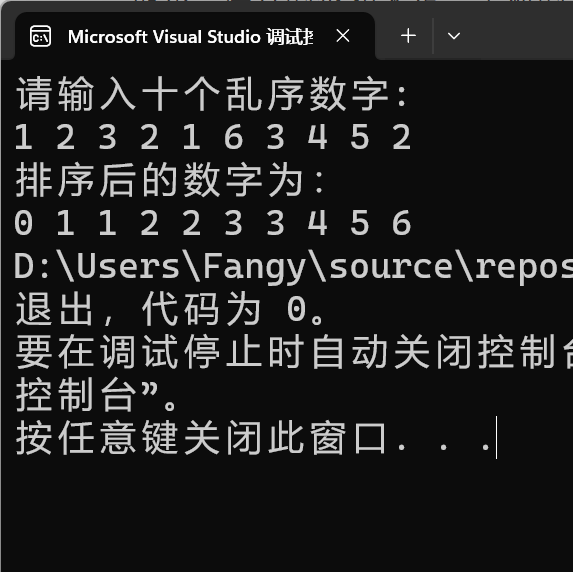 Microsoft Visual Studio 调试
请输入十个乱序数字:
1 2 3 2 1 6 3 4 5 2
排序后的数字为:
0 1 1 2 2 3 3 4 5 6
D:\Users\Fangy\source\repos
退出，代码为 0。
要在调试停止时自动关闭控制台
控制台”。
按任意键关闭此窗口. . .